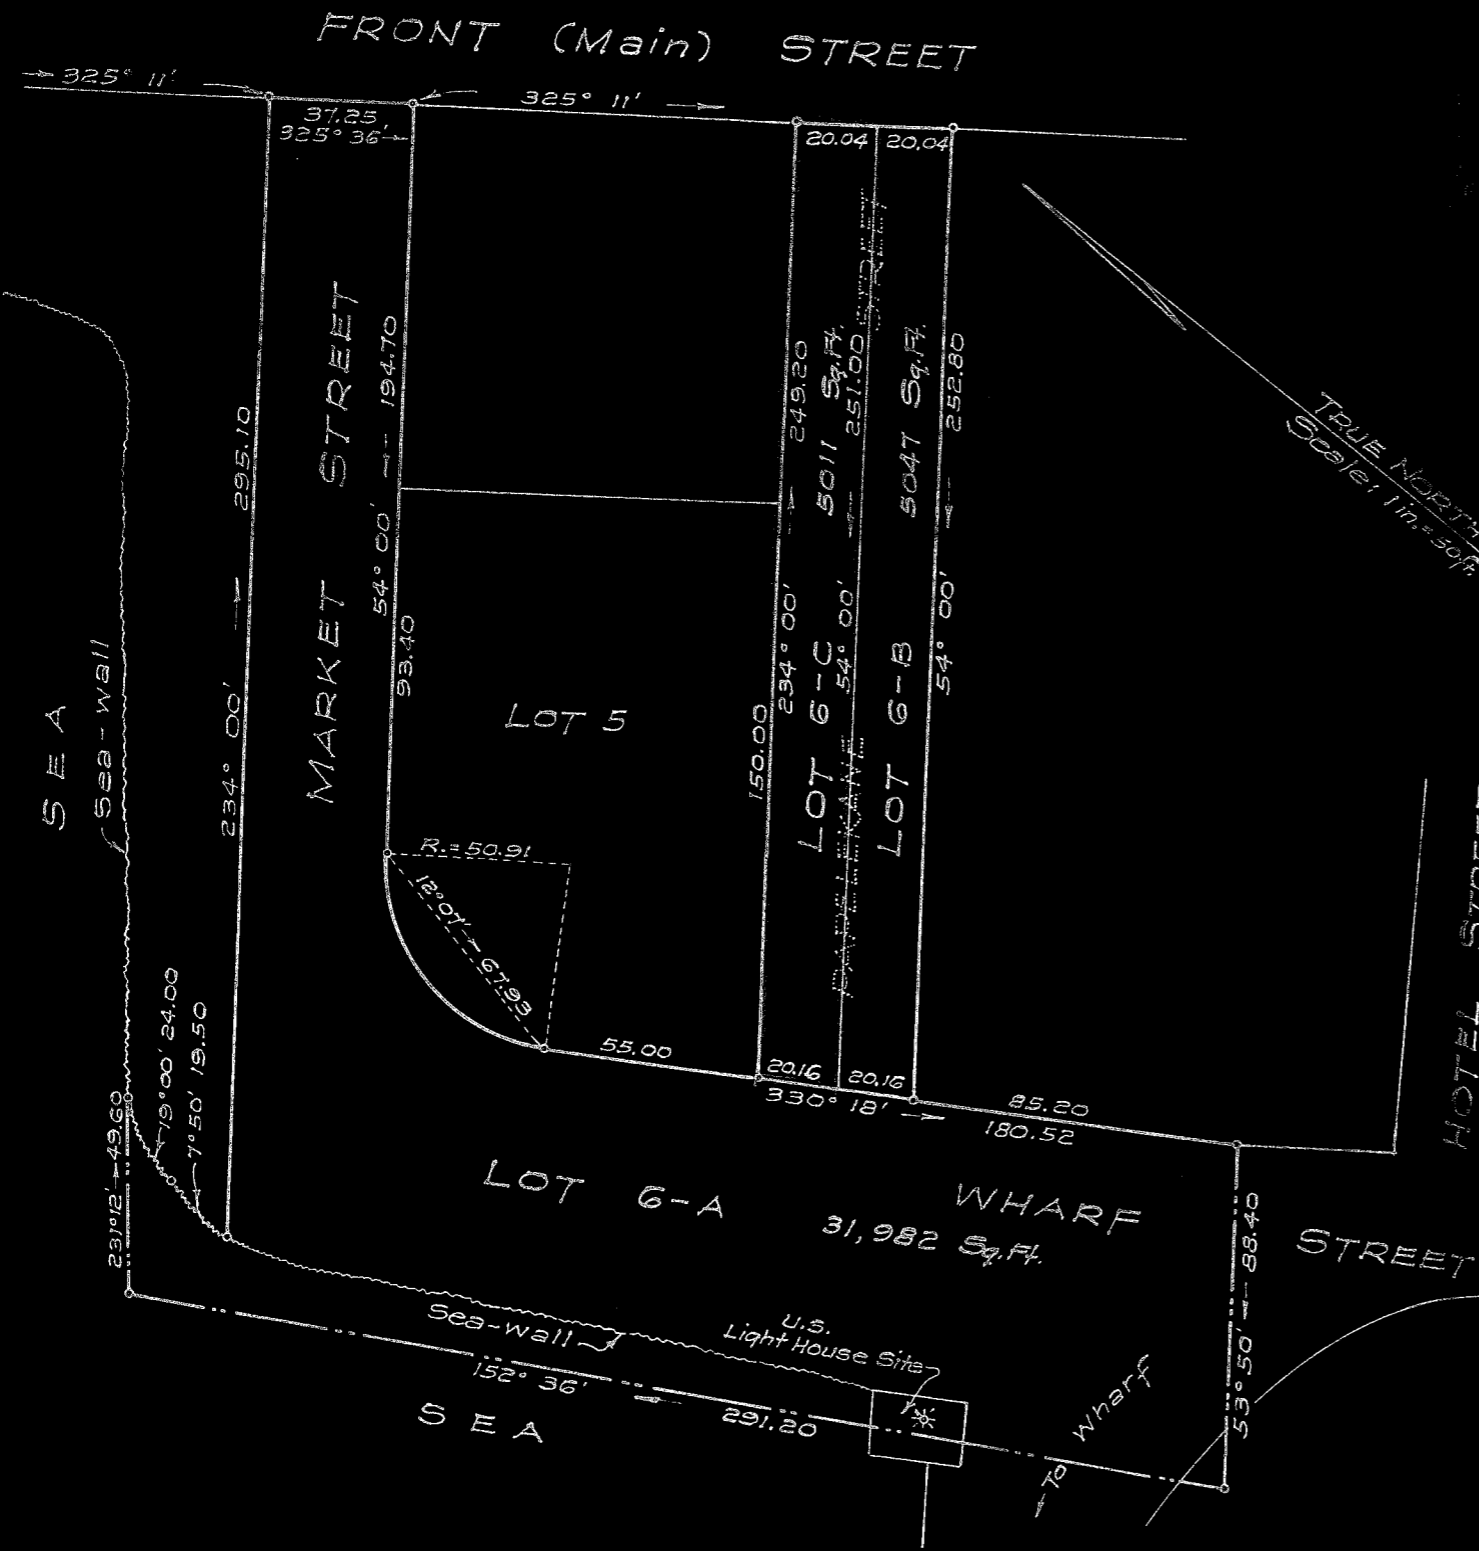 FRONT (Main) STREET
325° 11'
325° 11'
37.25
325° 36'
20.04
20.04
STREET
MARKET STREET
295.10
234° 00'
194.70
54° 00'
93.40
249.20
234° 00'
150.00
LOT 6-C 5011 Sq.Ft.
251.00
54° 00'
LOT 6-B 5047 Sq.Ft.
252.80
54° 00'
TRUE NORTH
Scale: 1in.=50ft.
SEA
Sea-wall
LOT 5
R.=50.91
12°07' 67.93
19°00' 24.00
7°50' 19.50
231°12' 49.60
55.00
20.16
20.16
330° 18'
85.20
180.52
HOTEL STREET
LOT 6-A
31,982 Sq.Ft.
WHARF STREET
53°50' 88.40
Sea-wall
U.S.
Light House Site
152° 36'
291.20
SEA
To Wharf